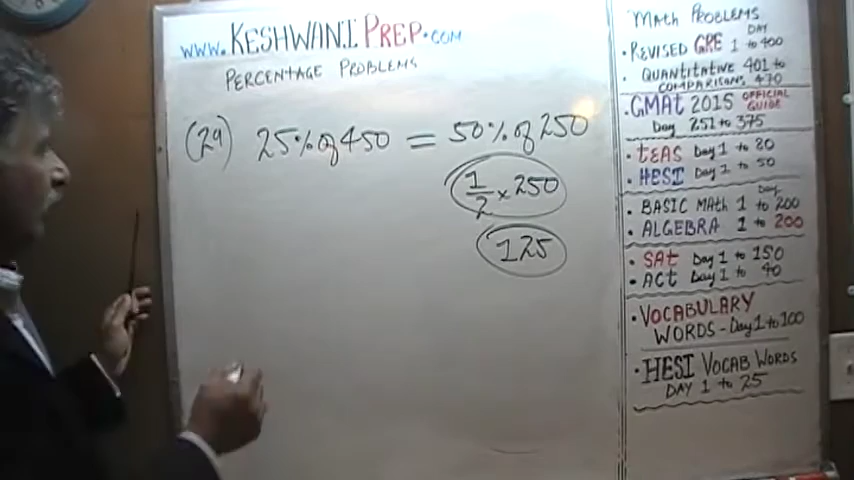 www.KESHWANI PREP.com
PERCENTAGE PROBLEMS
(29) 25% of 450 = 50% of 250
1/2 x 250
125
MATH PROBLEMS
DAY
• REVISED GRE 1 to 400
• QUANTITATIVE 401 to
COMPARISONS 470
• GMAt 2015 OFFICIAL
GUIDE
Day 251 to 375
• tEAS Day 1 to 20
• HESI Day 1 to 50
Day
• BASIC MAth 1 to 200
• ALGEBRA 1 to 200
• SAt Day 1 to 150
• ACt Day 1 to 40
• VOCABULARY
WORDS - Day 1 to 100
• HESI VOCAB WORDS
DAY 1 to 25